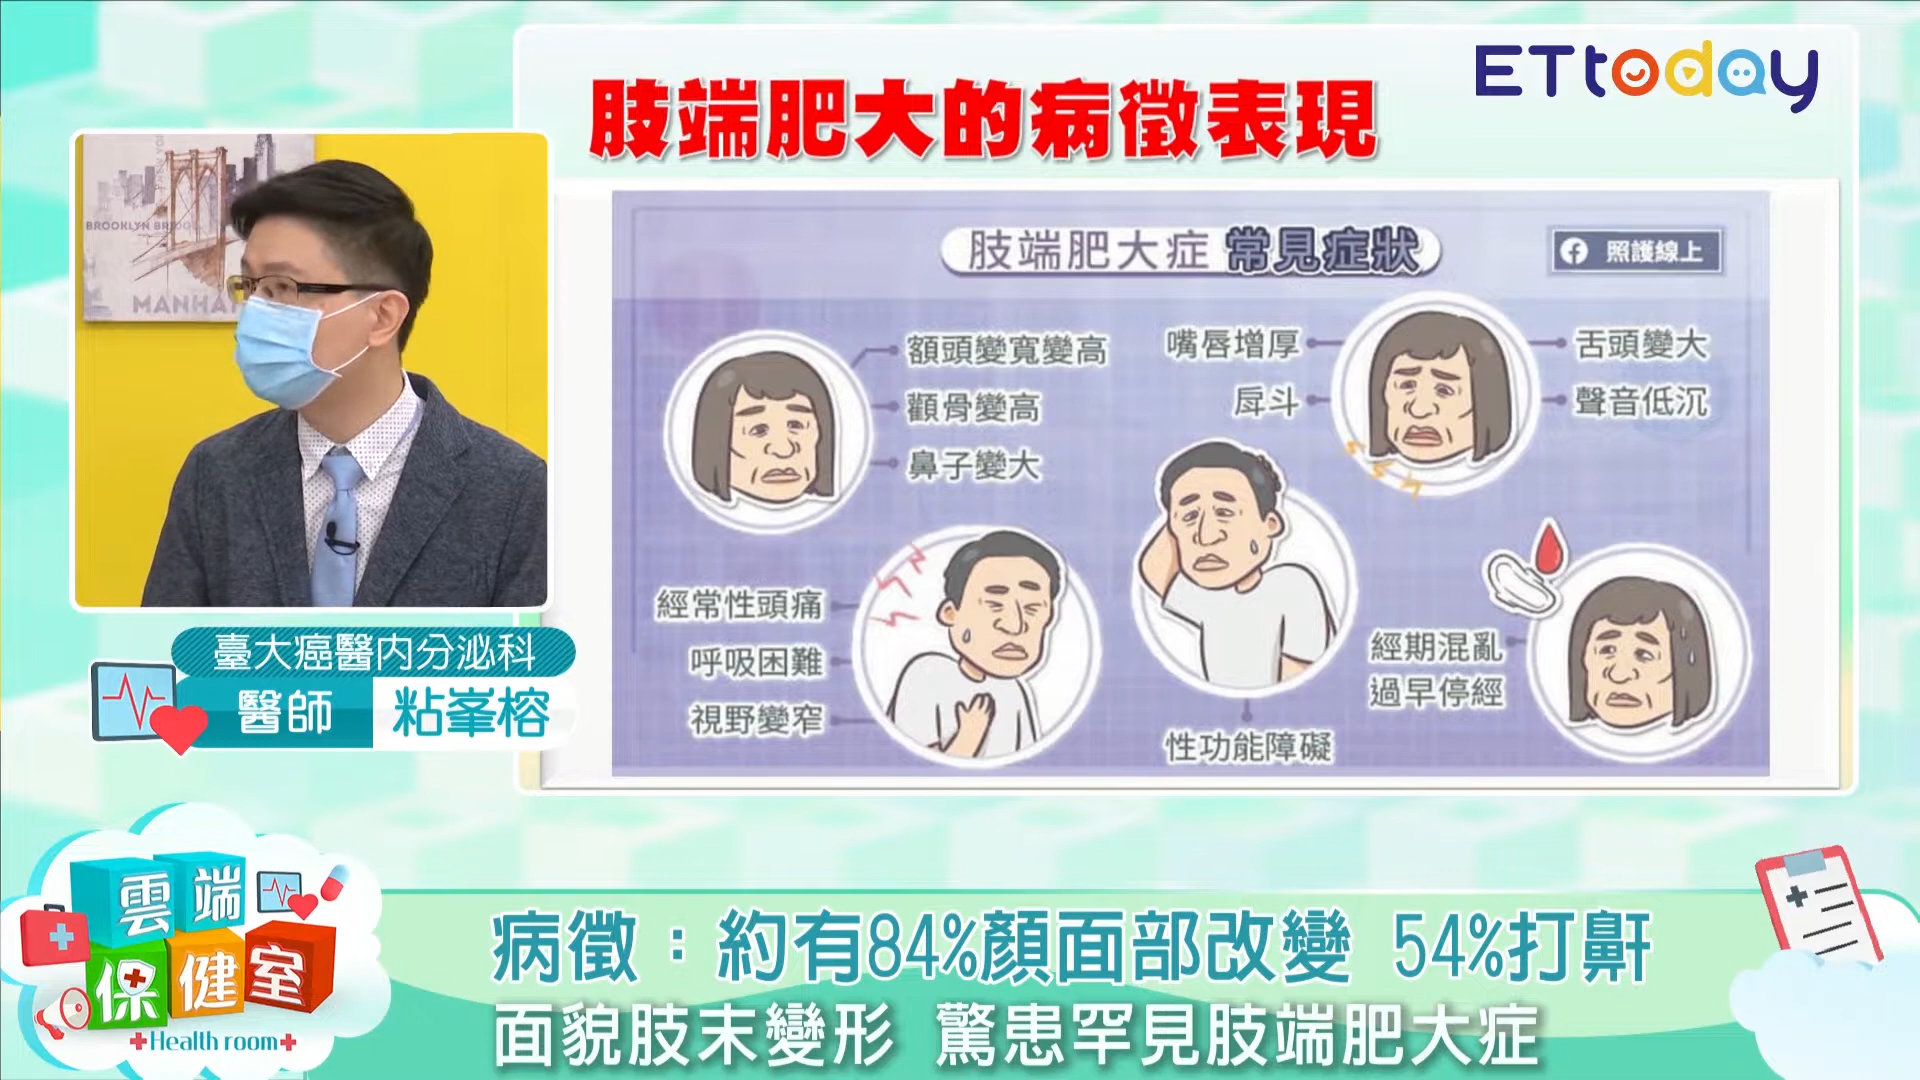 ETtoday
肢端肥大的病徵表現
肢端肥大症 常見症狀
照護線上
額頭變寬變高
顴骨變高
鼻子變大
嘴唇增厚
戽斗
舌頭變大
聲音低沉
經常性頭痛
呼吸困難
視野變窄
性功能障礙
經期混亂
過早停經
BROOKLYN BRIDGE
臺大癌醫內分泌科
醫師 粘峯榕
雲端
保健室
Health room
病徵：約有84%顏面部改變 54%打鼾
面貌肢末變形 驚患罕見肢端肥大症